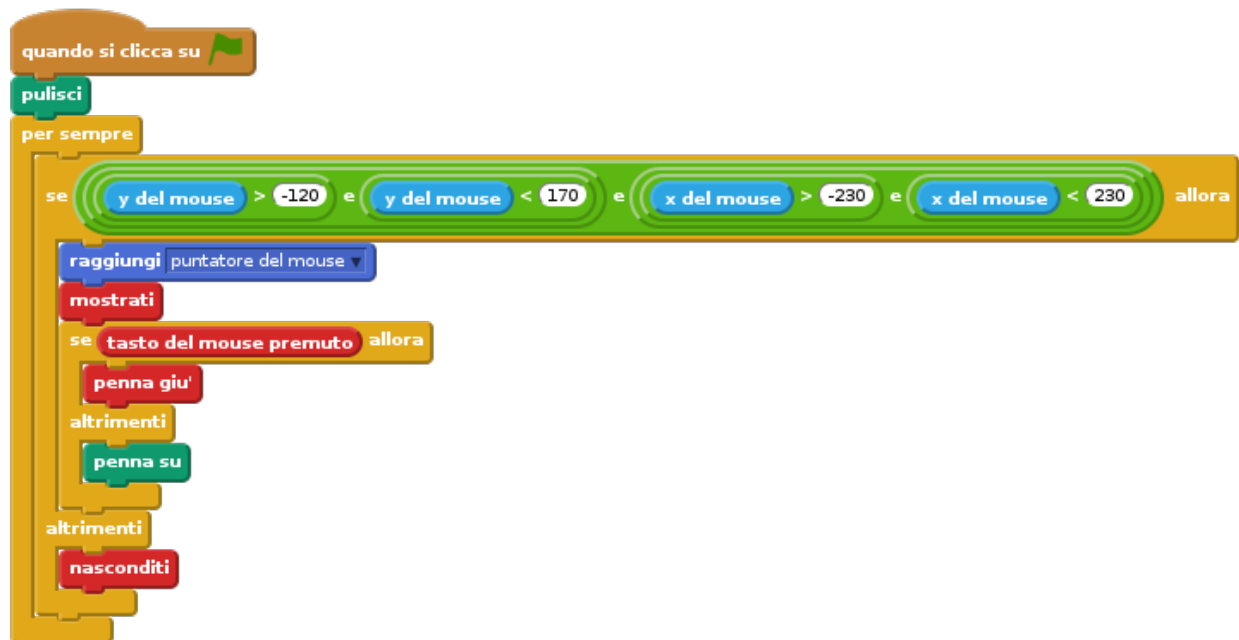 quando si clicca su
pulisci
per sempre
se y del mouse > -120 e y del mouse < 170 e x del mouse > -230 e x del mouse < 230 allora
raggiungi puntatore del mouse
mostrati
se tasto del mouse premuto allora
penna giu'
altrimenti
penna su
altrimenti
nasconditi